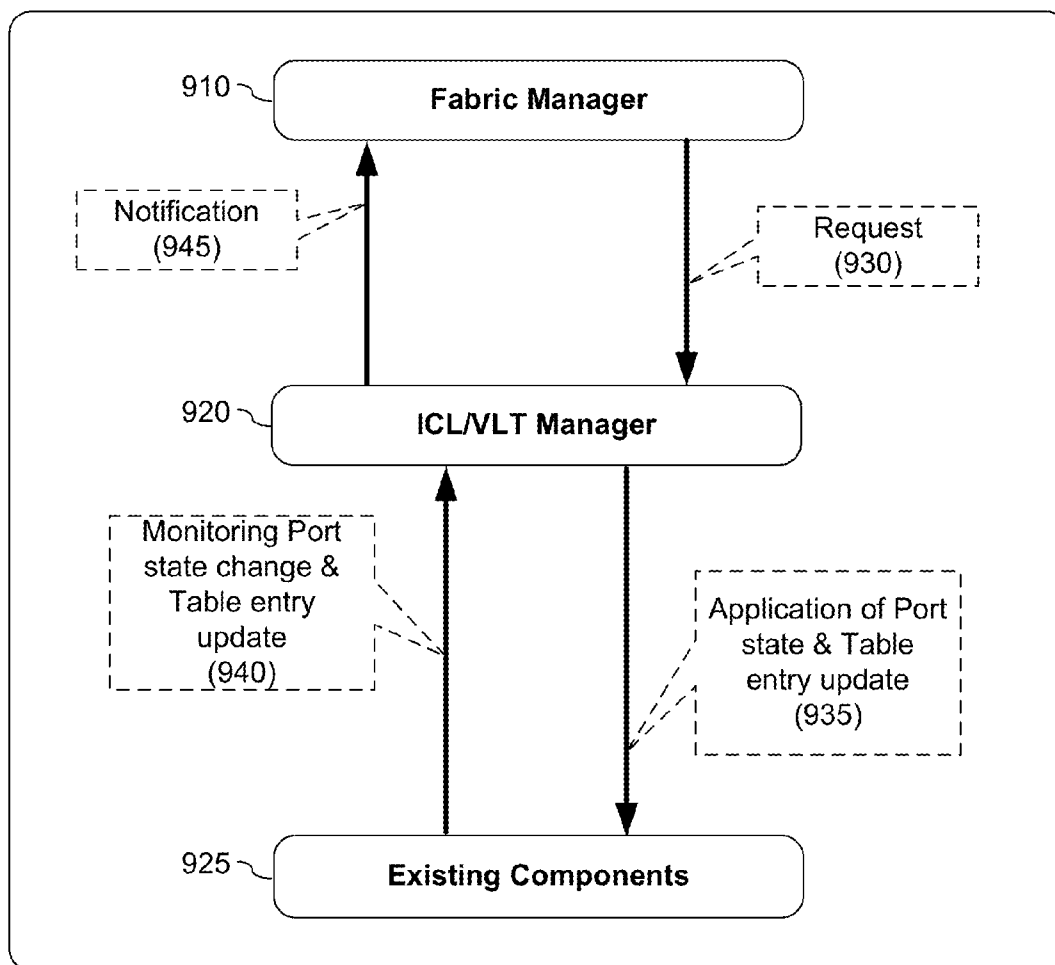 910
Fabric Manager
Notification
(945)
Request
(930)
920
ICL/VLT Manager
Monitoring Port
state change &
Table entry
update
(940)
Application of Port
state & Table
entry update
(935)
925
Existing Components